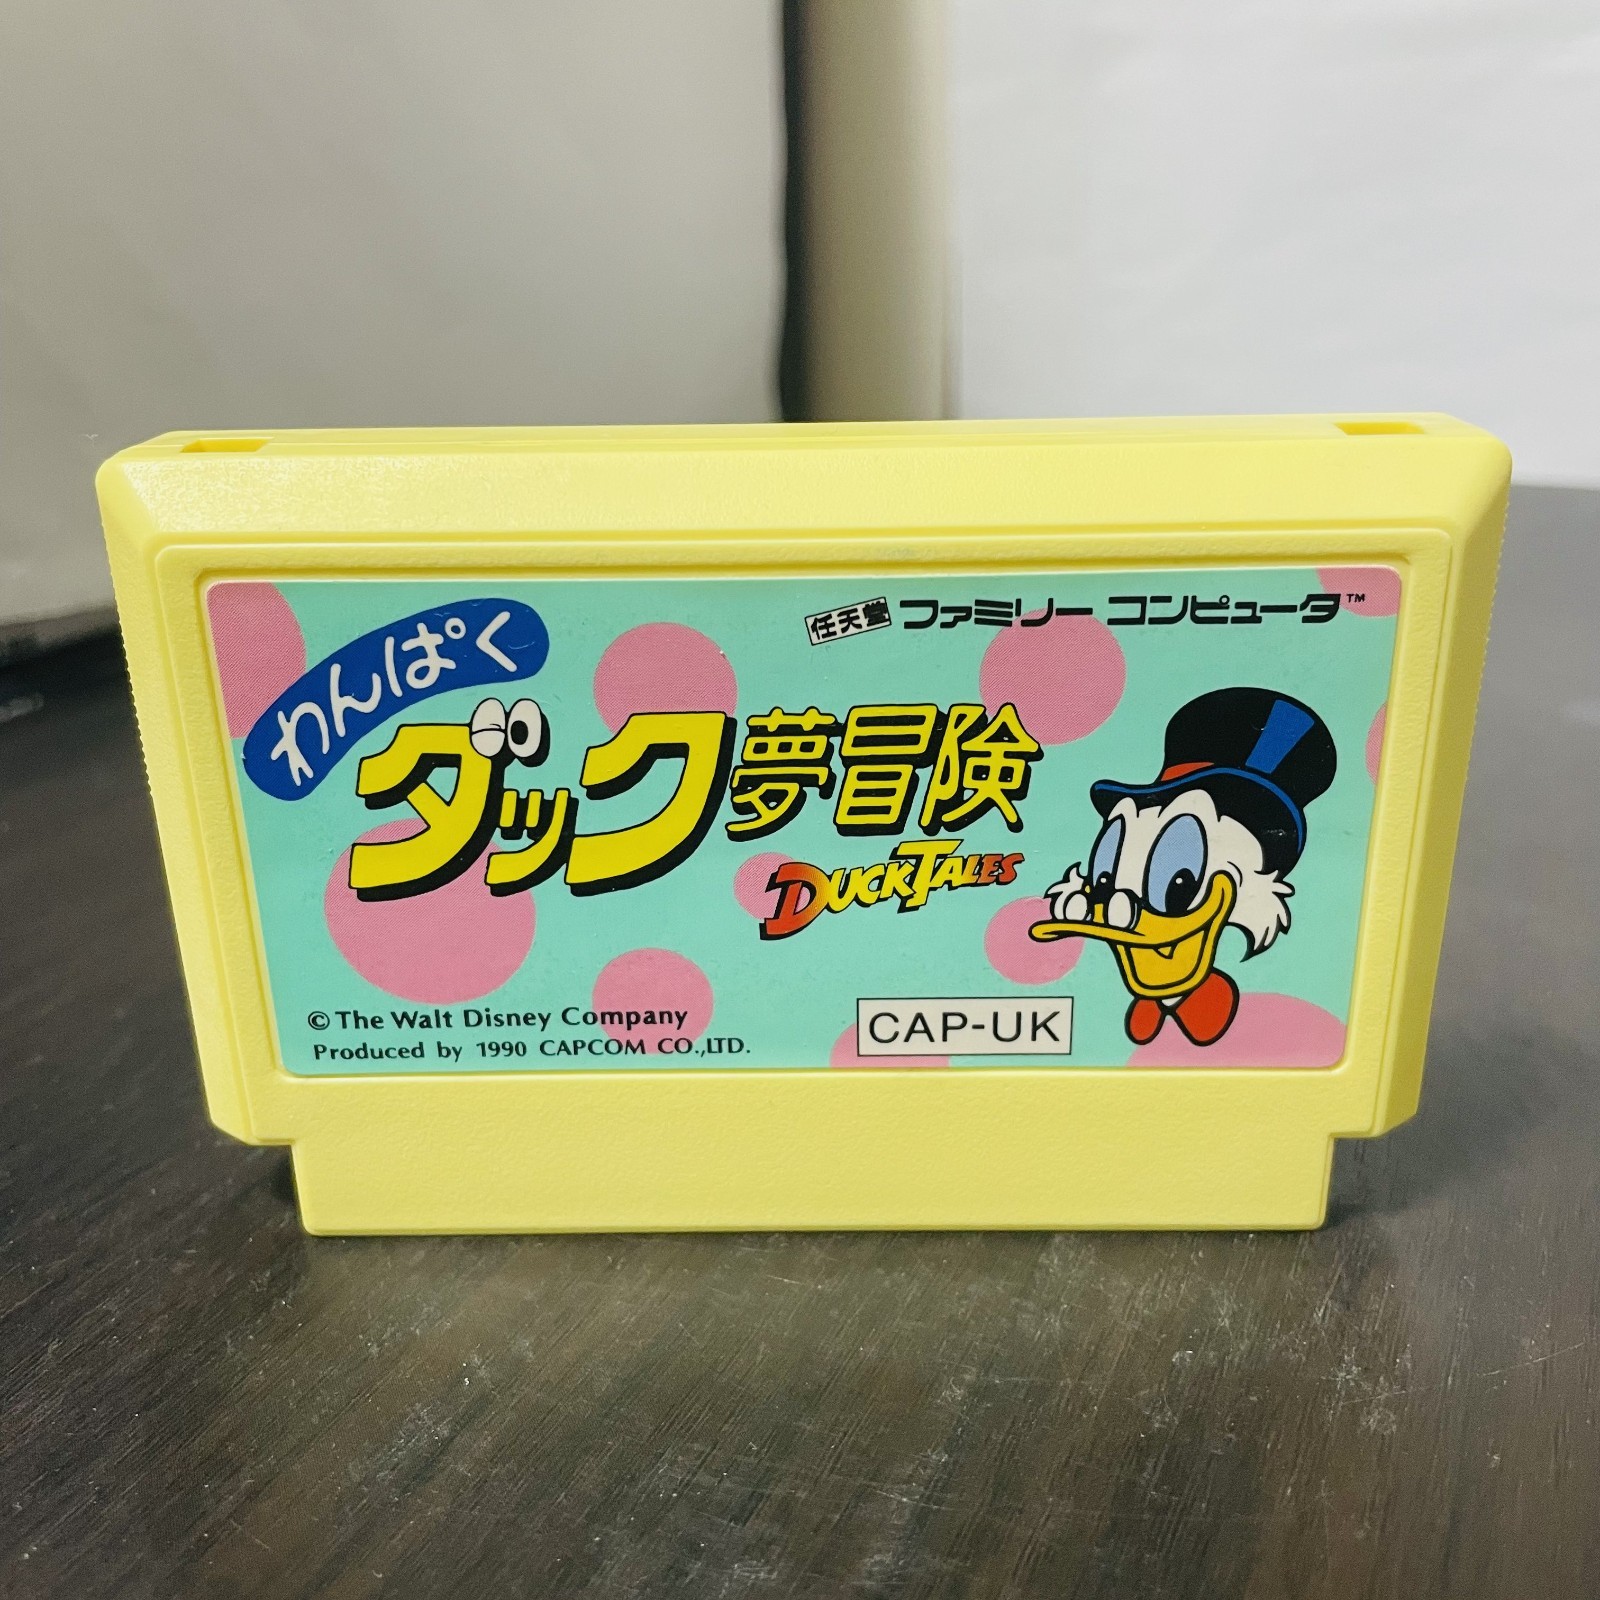 任天堂 ファミリー コンピュータ™
わんぱく
ダック夢冒険
DUCKTALES
© The Walt Disney Company
Produced by 1990 CAPCOM CO.,LTD.
CAP-UK